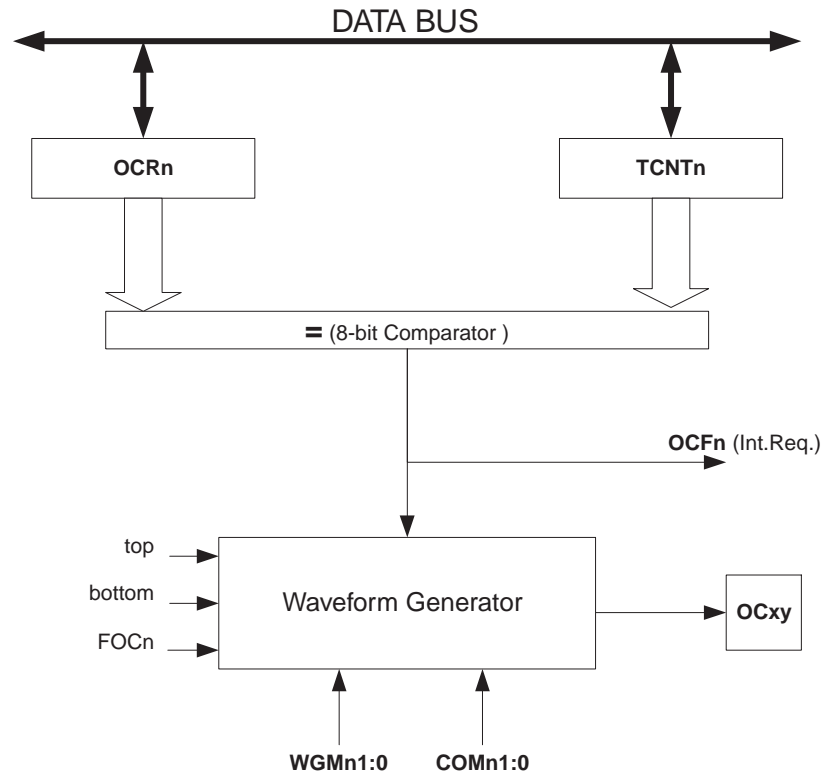 DATA BUS
OCRn
TCNTn
= (8-bit Comparator )
OCFn (Int.Req.)
top
bottom
FOCn
Waveform Generator
OCxy
WGMn1:0
COMn1:0